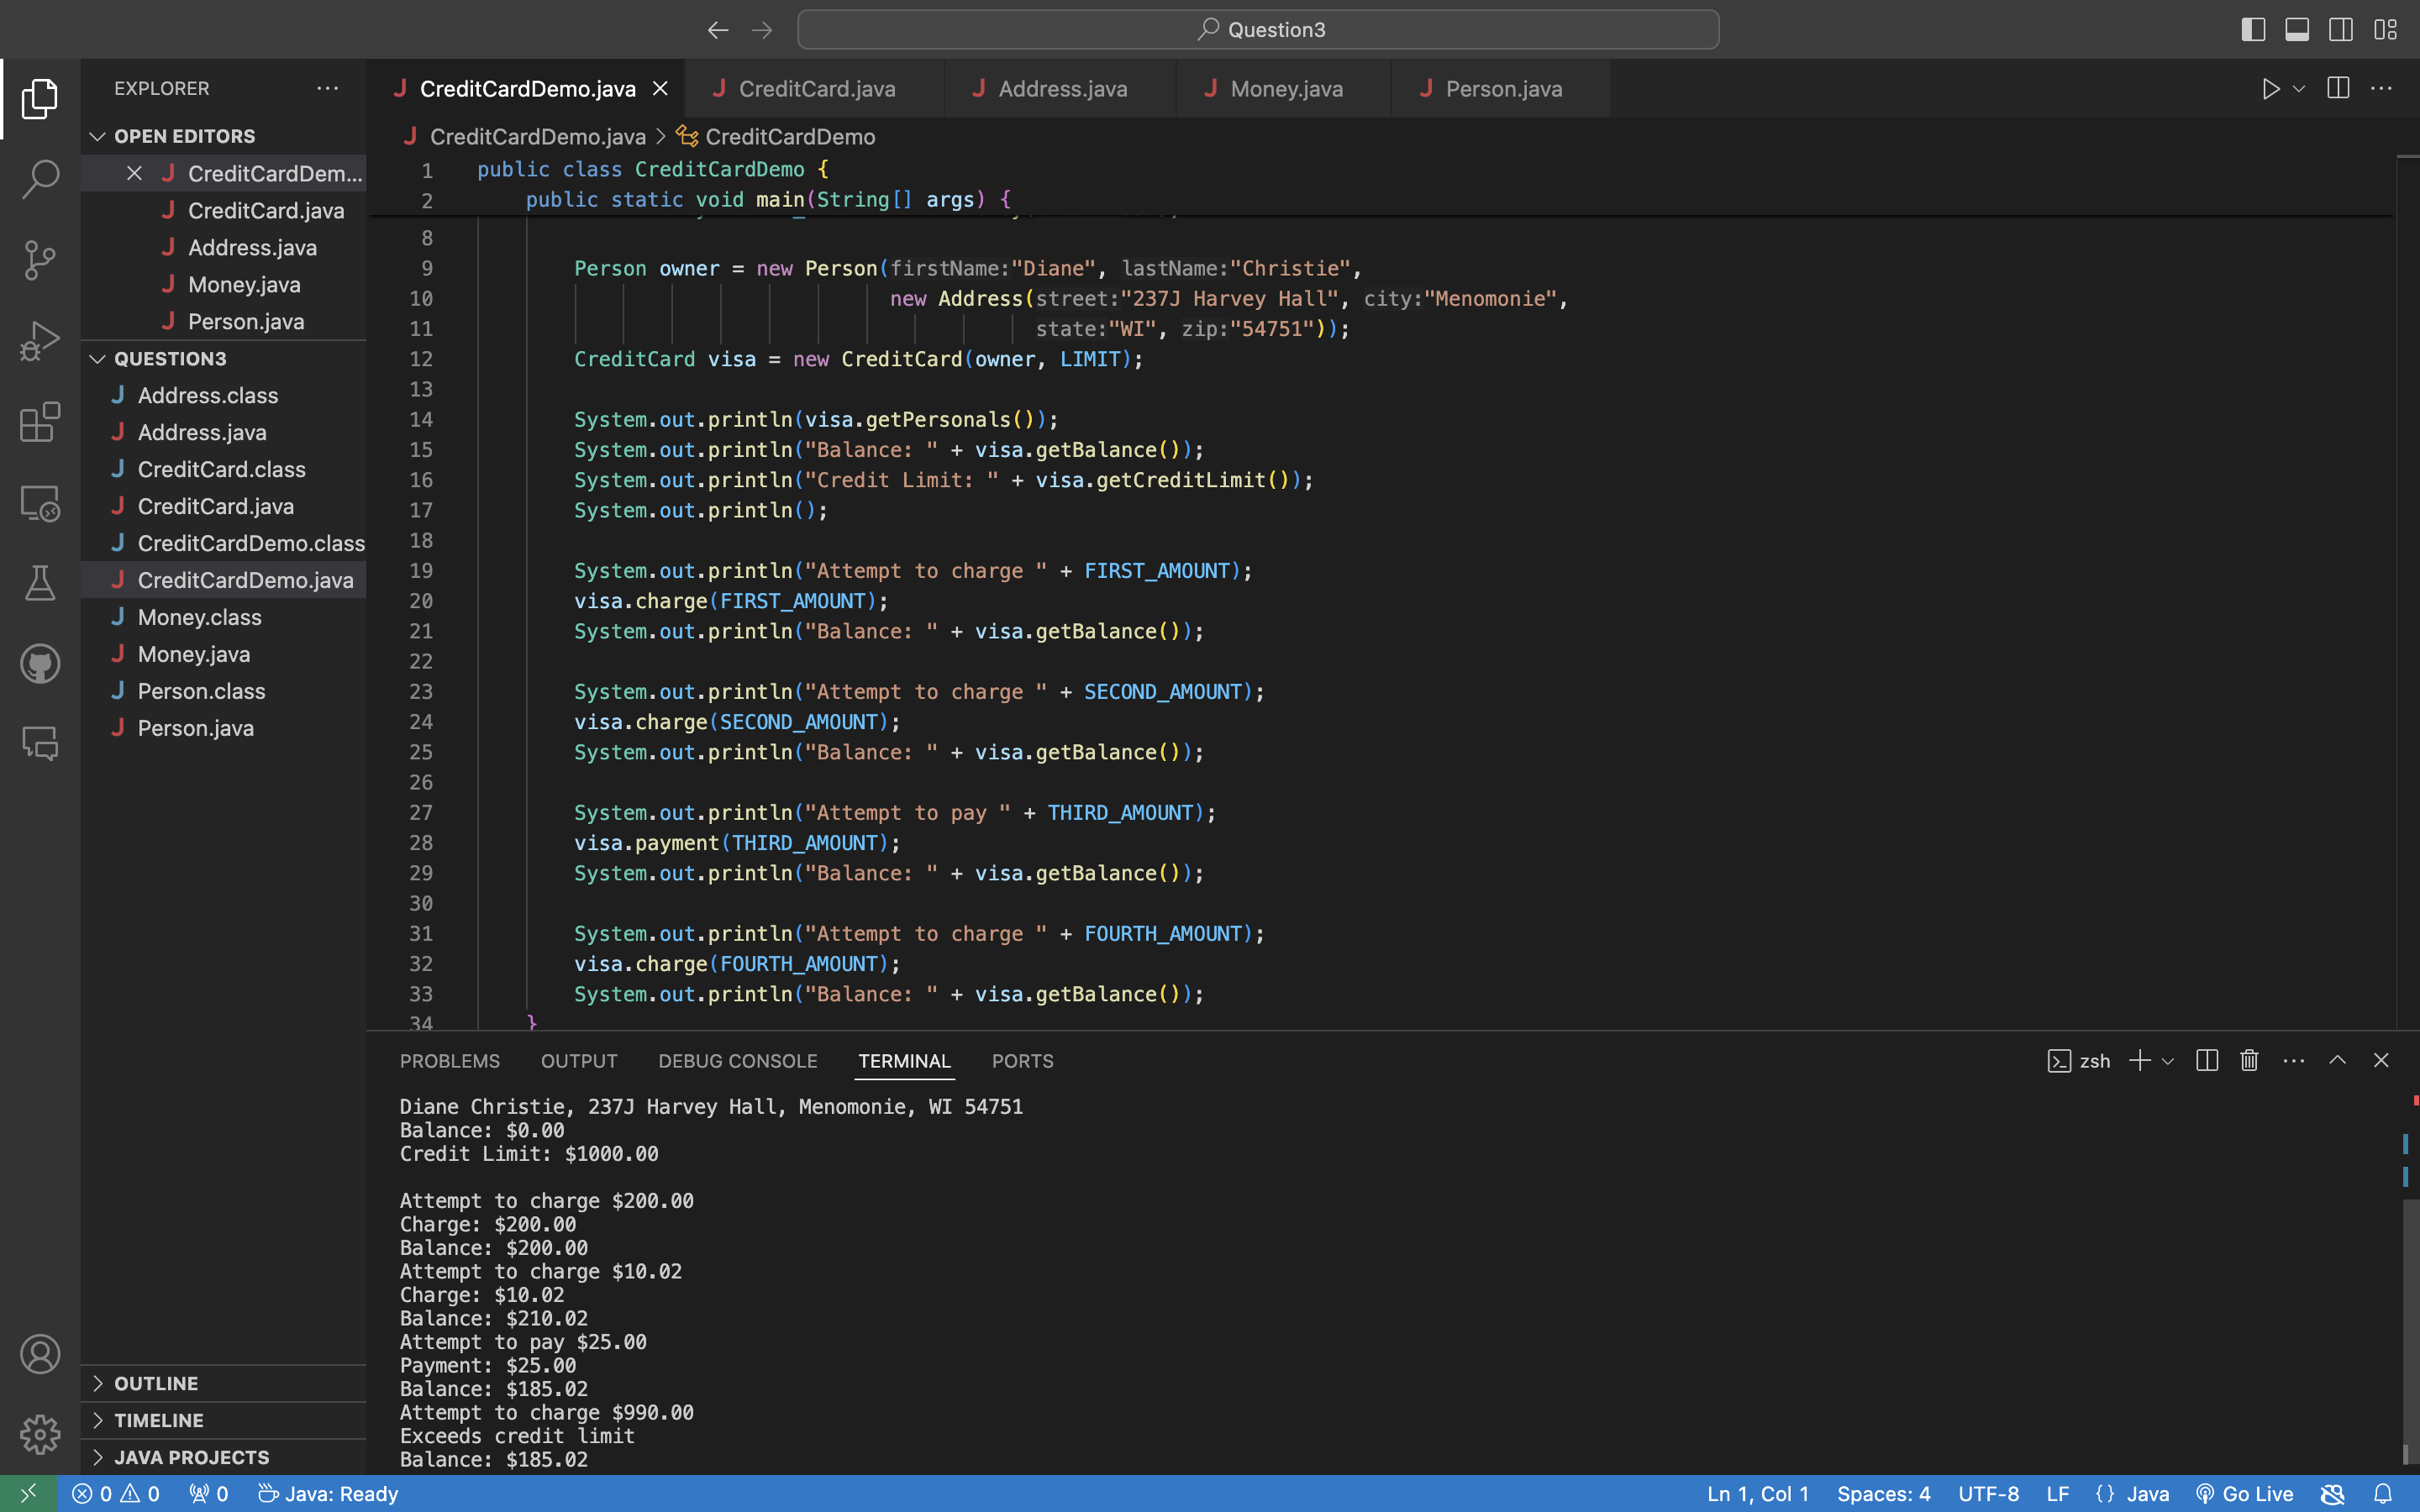 Question3
EXPLORER
OPEN EDITORS
CreditCardDem...
CreditCard.java
Address.java
Money.java
Person.java
QUESTION3
Address.class
Address.java
CreditCard.class
CreditCard.java
CreditCardDemo.class
CreditCardDemo.java
Money.class
Money.java
Person.class
Person.java
OUTLINE
TIMELINE
JAVA PROJECTS
CreditCardDemo.java CreditCard.java Address.java Money.java Person.java
CreditCardDemo.java > CreditCardDemo
1 public class CreditCardDemo {
2 public static void main(String[] args) {
8
9 Person owner = new Person(firstName:"Diane", lastName:"Christie",
10 new Address(street:"237J Harvey Hall", city:"Menomonie",
11 state:"WI", zip:"54751"));
12 CreditCard visa = new CreditCard(owner, LIMIT);
13
14 System.out.println(visa.getPersonals());
15 System.out.println("Balance: " + visa.getBalance());
16 System.out.println("Credit Limit: " + visa.getCreditLimit());
17 System.out.println();
18
19 System.out.println("Attempt to charge " + FIRST_AMOUNT);
20 visa.charge(FIRST_AMOUNT);
21 System.out.println("Balance: " + visa.getBalance());
22
23 System.out.println("Attempt to charge " + SECOND_AMOUNT);
24 visa.charge(SECOND_AMOUNT);
25 System.out.println("Balance: " + visa.getBalance());
26
27 System.out.println("Attempt to pay " + THIRD_AMOUNT);
28 visa.payment(THIRD_AMOUNT);
29 System.out.println("Balance: " + visa.getBalance());
30
31 System.out.println("Attempt to charge " + FOURTH_AMOUNT);
32 visa.charge(FOURTH_AMOUNT);
33 System.out.println("Balance: " + visa.getBalance());
34 }
PROBLEMS OUTPUT DEBUG CONSOLE TERMINAL PORTS
zsh
Diane Christie, 237J Harvey Hall, Menomonie, WI 54751
Balance: $0.00
Credit Limit: $1000.00
Attempt to charge $200.00
Charge: $200.00
Balance: $200.00
Attempt to charge $10.02
Charge: $10.02
Balance: $210.02
Attempt to pay $25.00
Payment: $25.00
Balance: $185.02
Attempt to charge $990.00
Exceeds credit limit
Balance: $185.02
0 0 0 Java: Ready
Ln 1, Col 1 Spaces: 4 UTF-8 LF {} Java Go Live